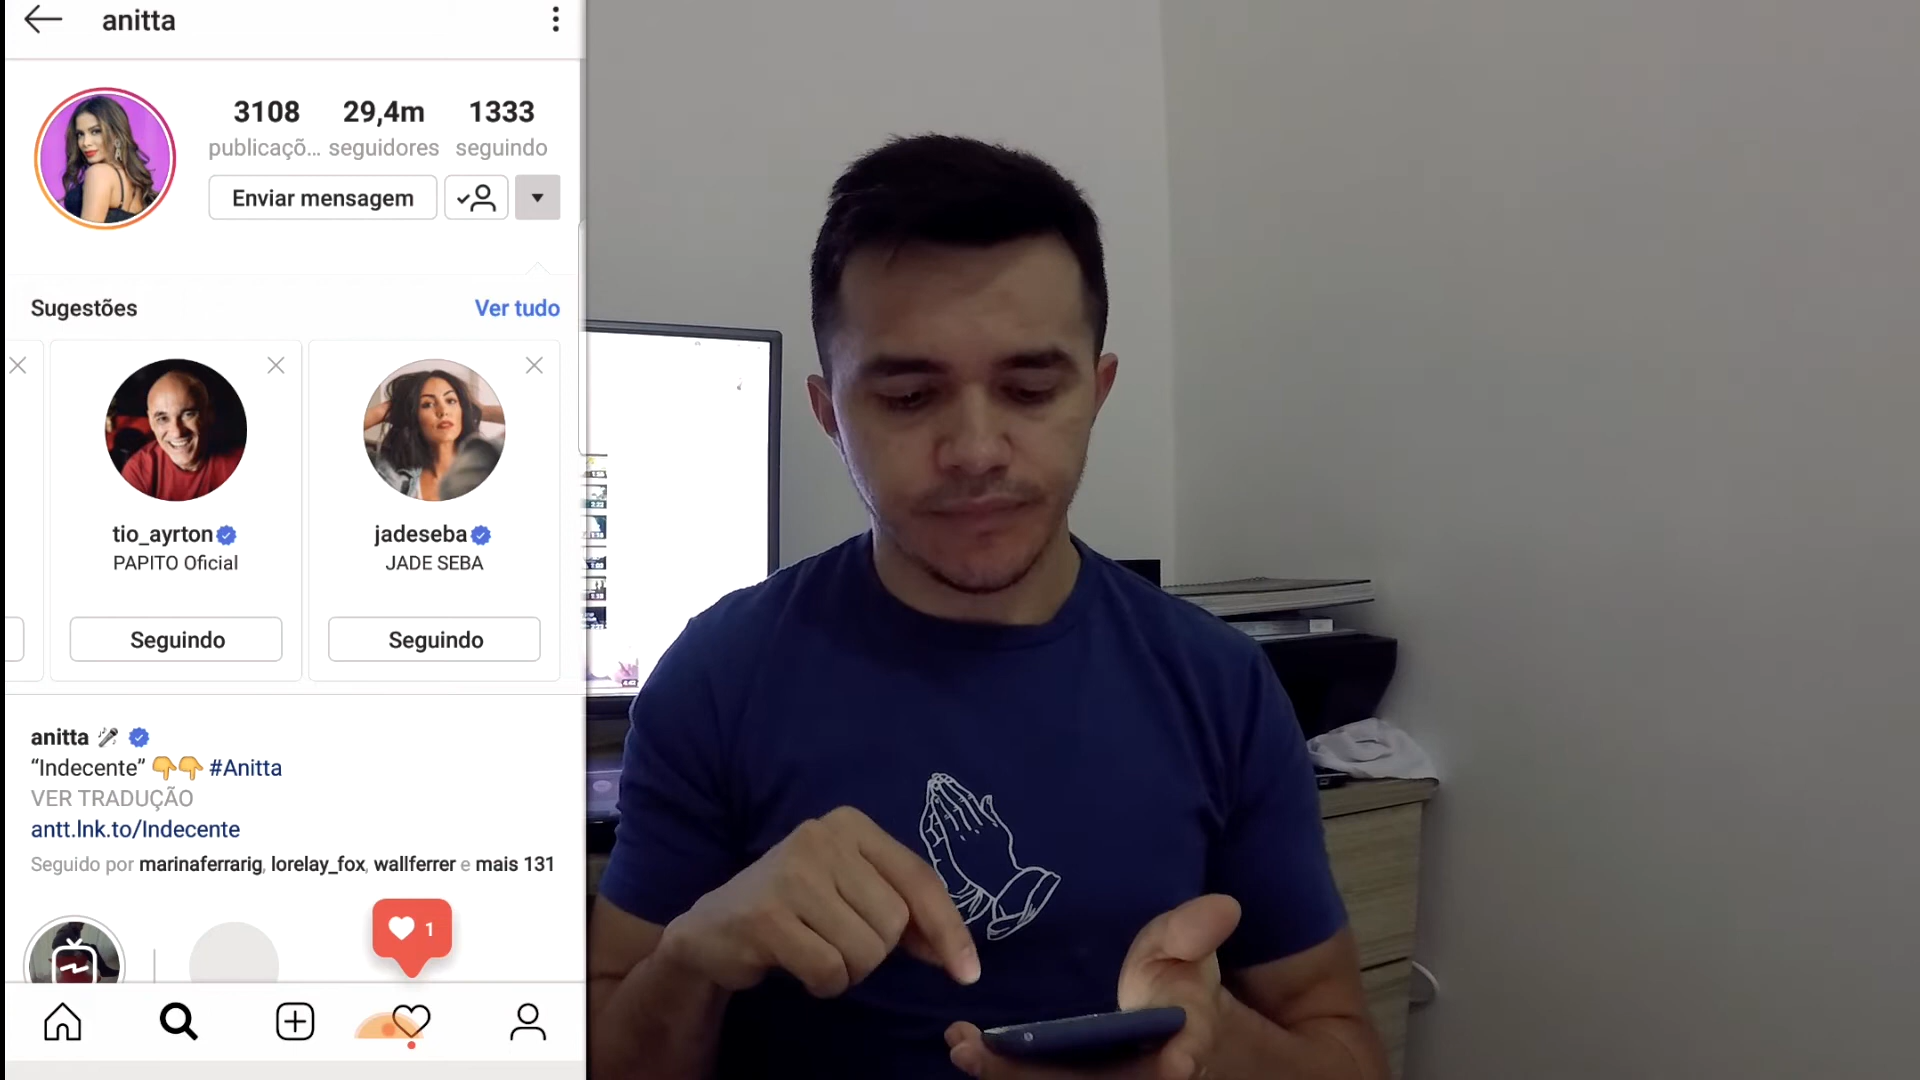 anitta
3108 29,4m 1333
publicaçõ... seguidores seguindo
Enviar mensagem
Sugestões Ver tudo
tio_ayrton jadeseba
PAPITO Oficial JADE SEBA
Seguindo Seguindo
anitta
“Indecente” 👇👇 #Anitta
VER TRADUÇÃO
antt.lnk.to/Indecente
Seguido por marinaferrarig, lorelay_fox, wallferrer e mais 131
1